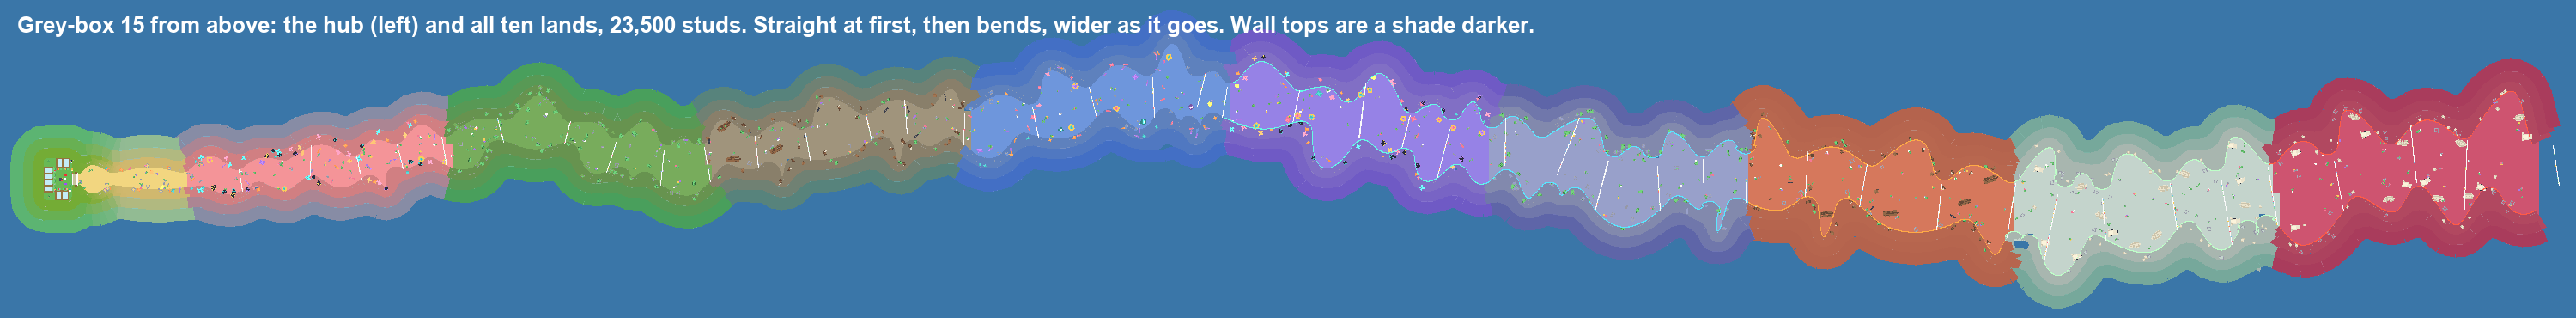 Grey-box 15 from above: the hub (left) and all ten lands, 23,500 studs. Straight at first, then bends, wider as it goes. Wall tops are a shade darker.